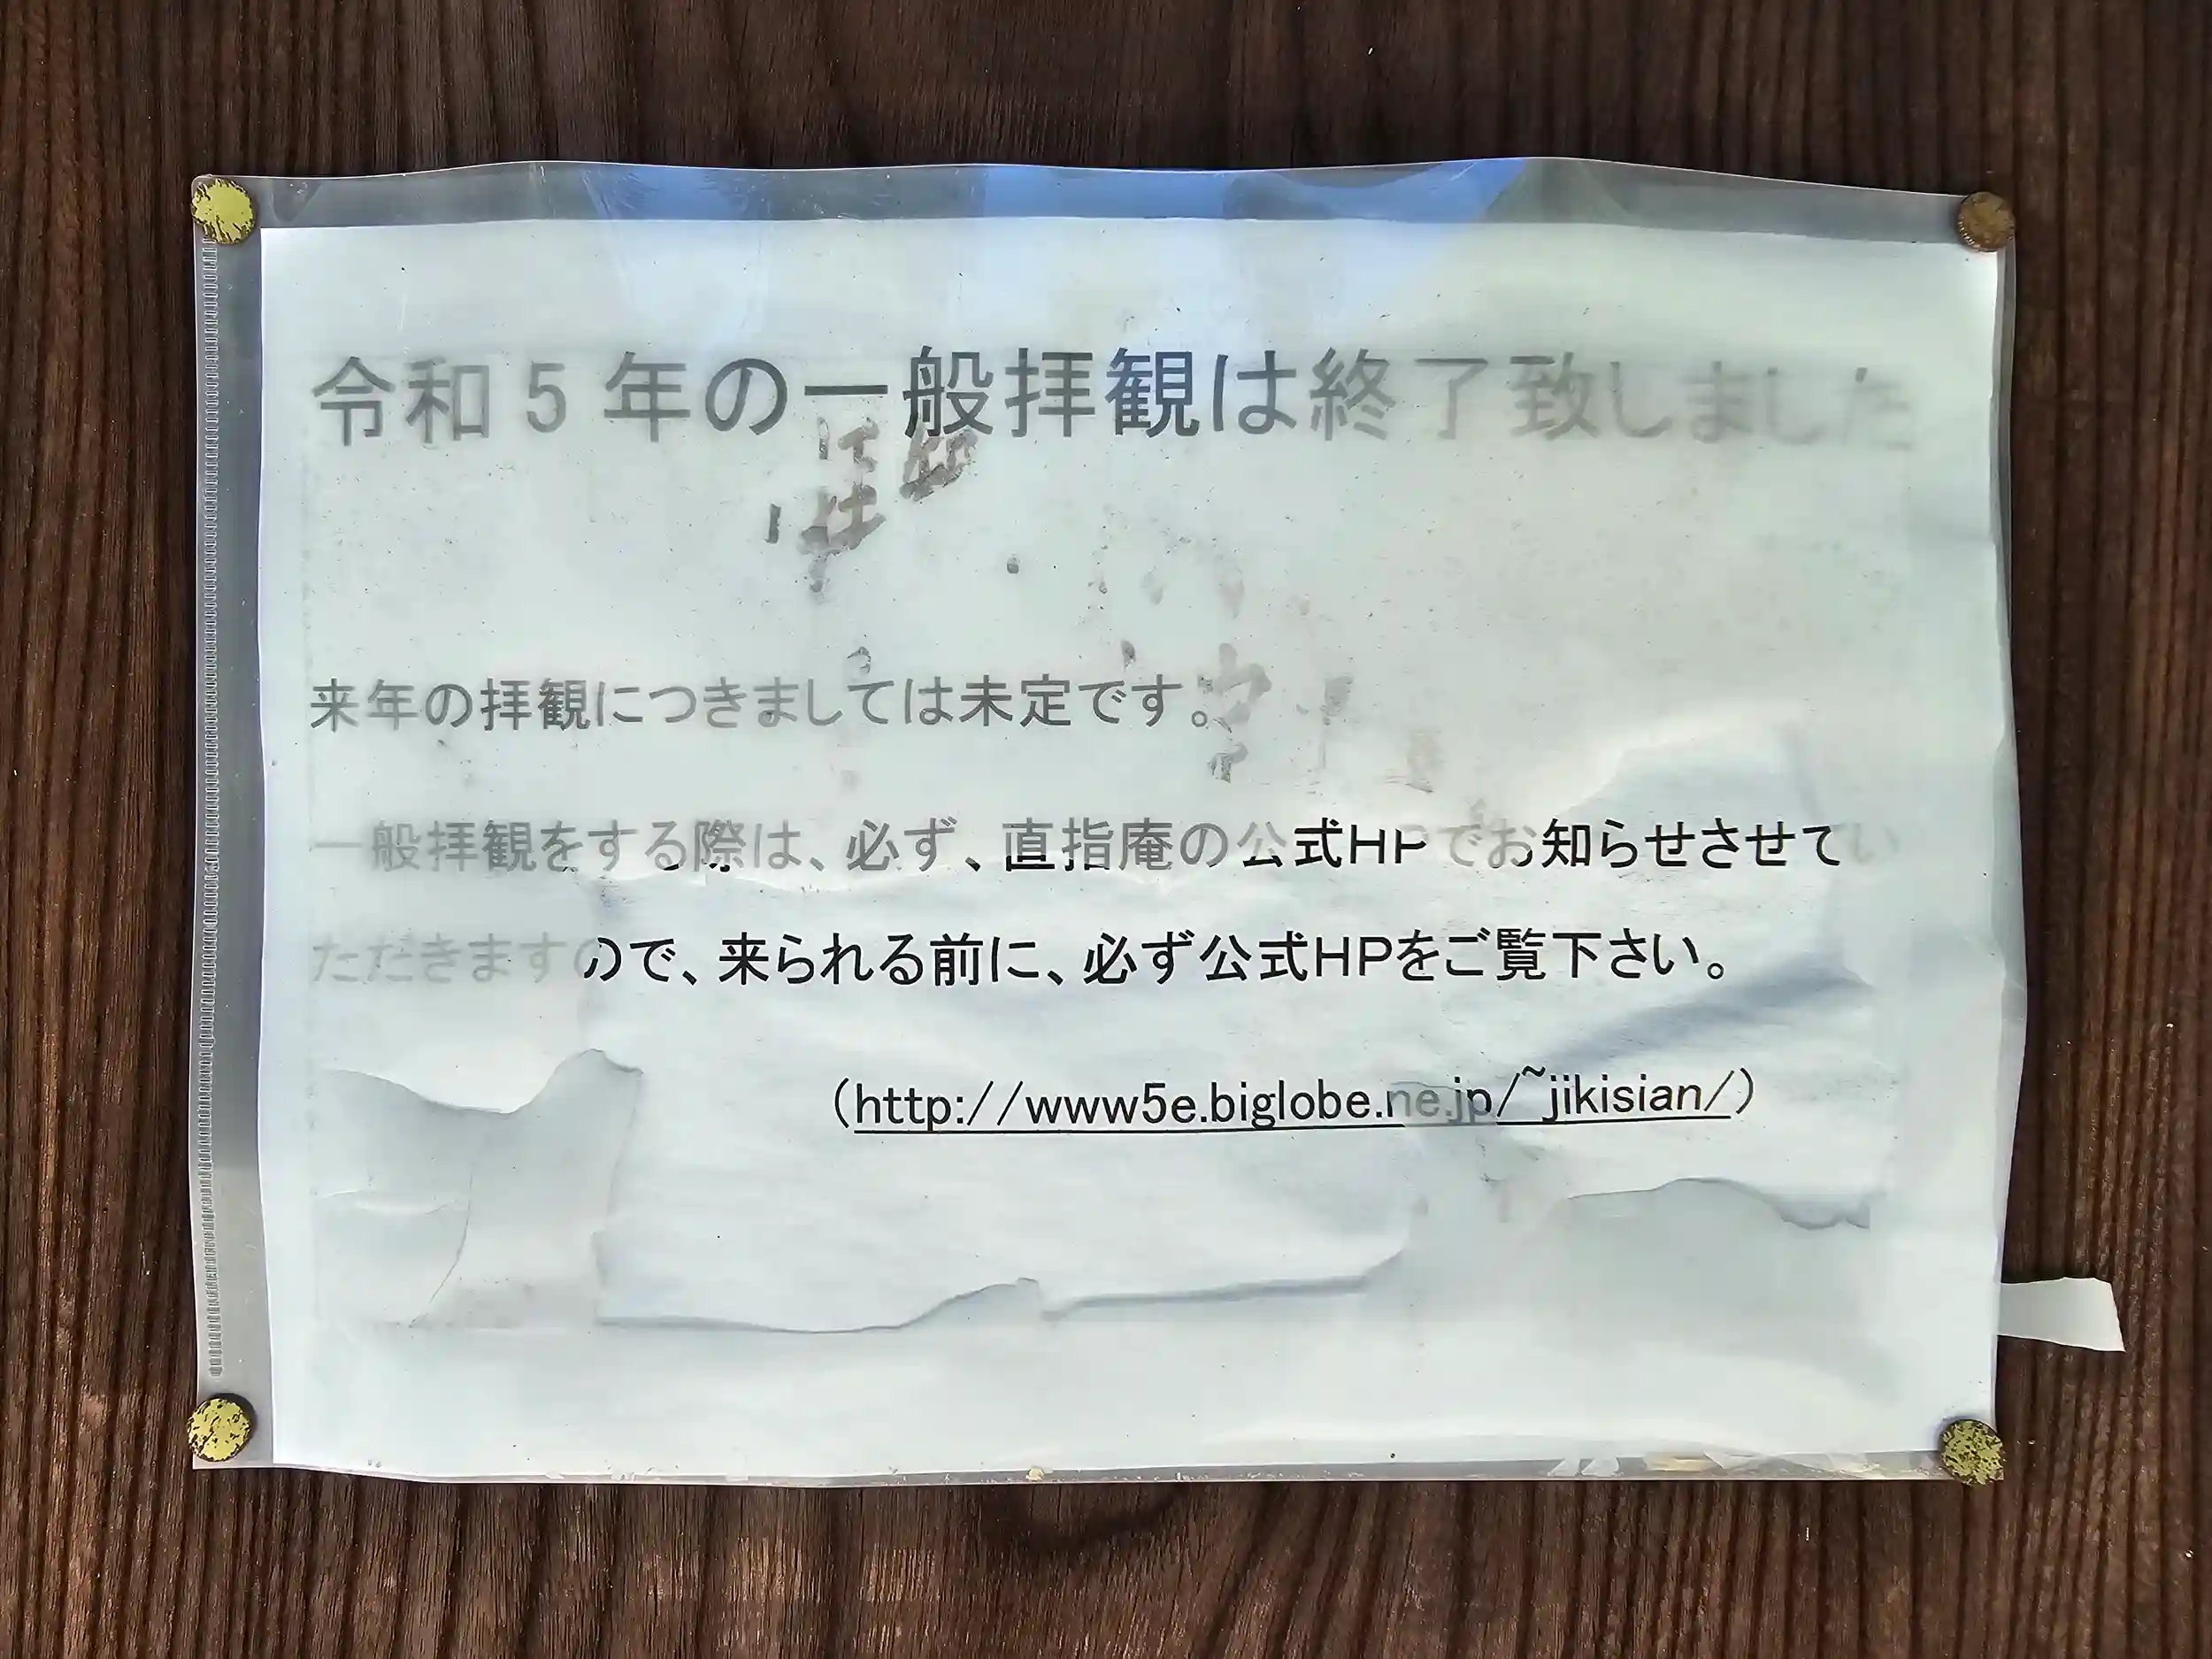 令和5年の一般拝観は終了致しました
来年の拝観につきましては未定です。
一般拝観をする際は、必ず、直指庵の公式HPでお知らせさせてい
ただきますので、来られる前に、必ず公式HPをご覧下さい。
(http://www5e.biglobe.ne.jp/~jikisian/)